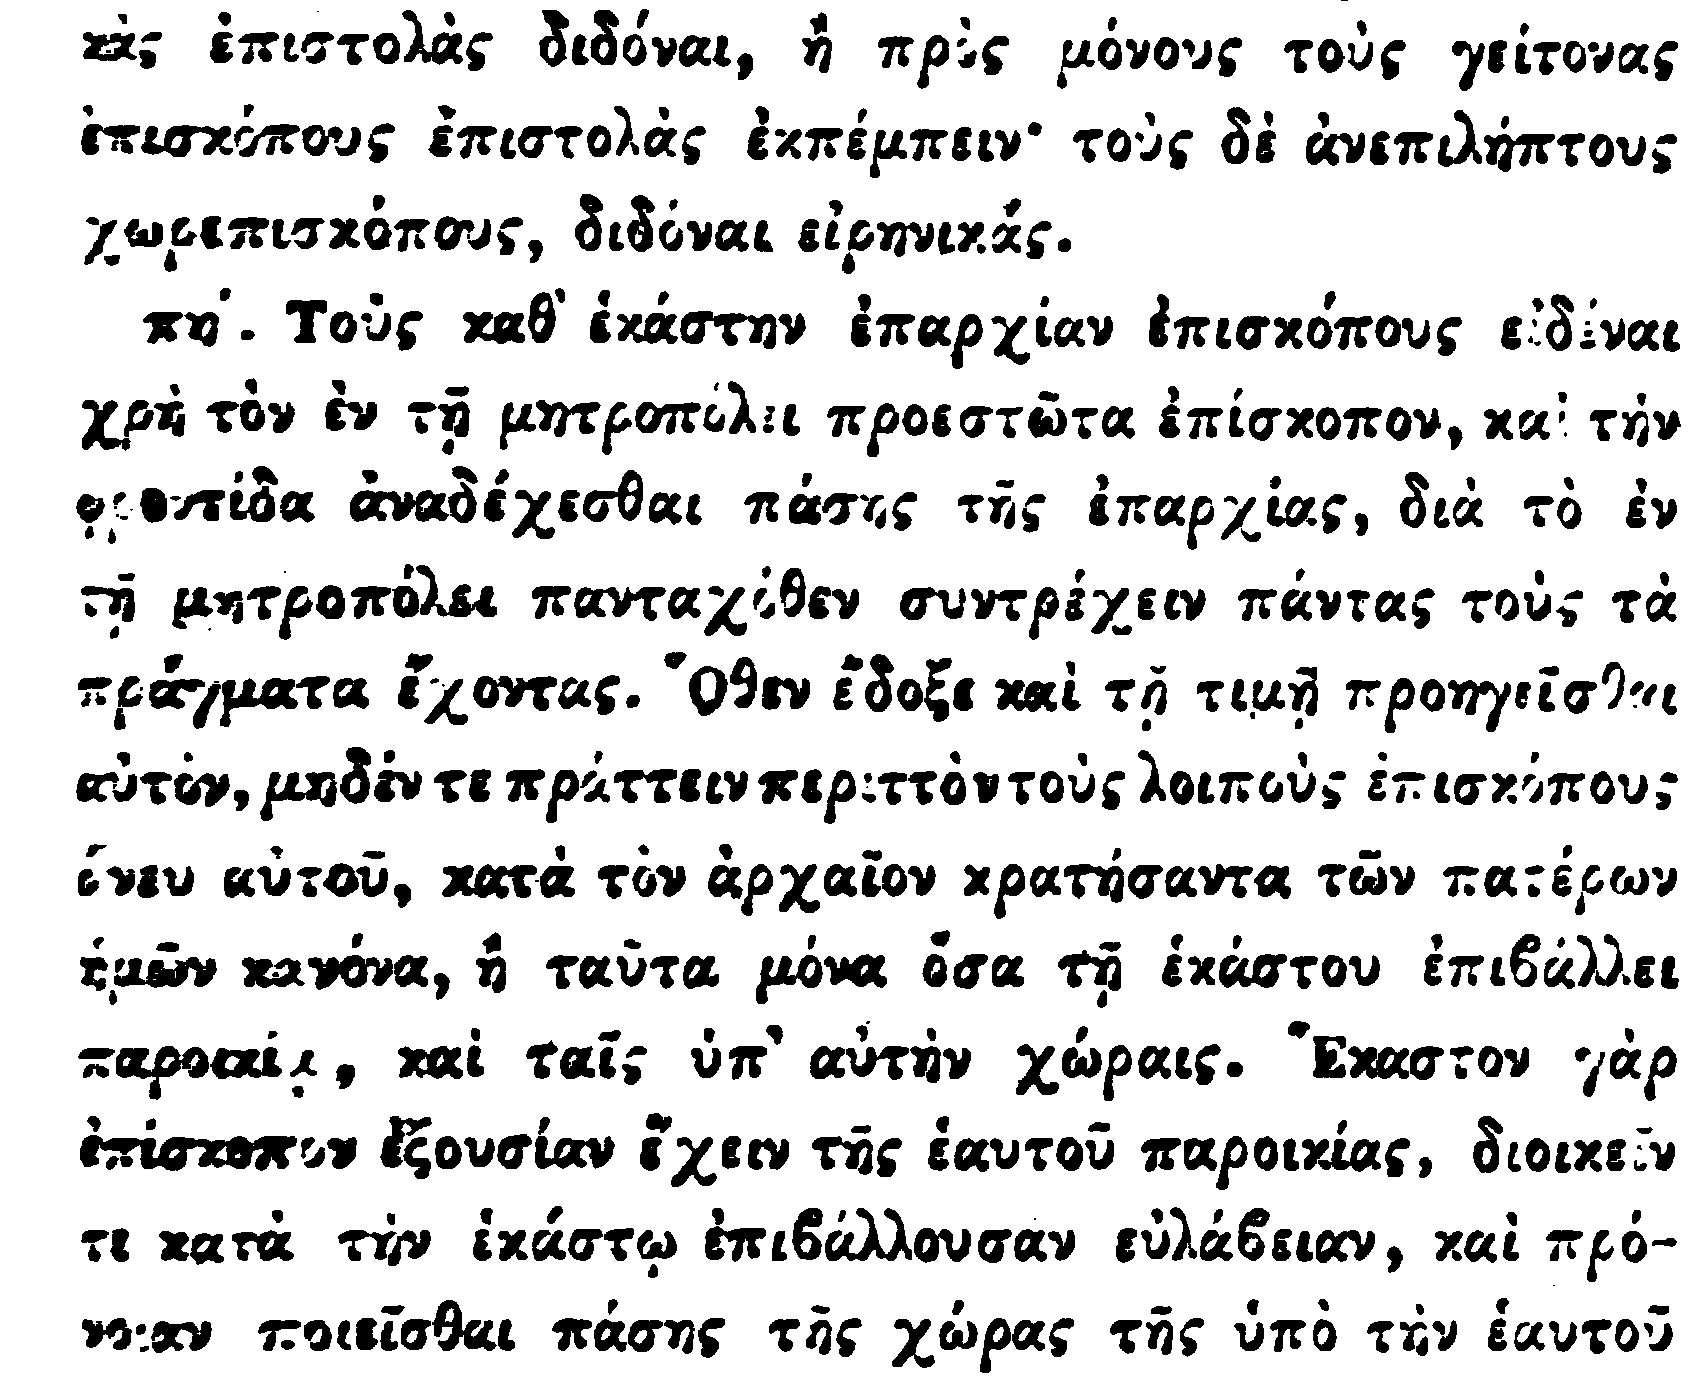 κὰς ἐπιστολὰς διδόναι, ἢ πρὸς μόνους τοὺς γείτονας
ἐπισκόπους ἐπιστολὰς ἐκπέμπειν· τοὺς δὲ ἀνεπιλήπτους
χωρεπισκόπους, διδόναι εἰρηνικάς.
πη΄. Τοὺς καθ᾽ ἑκάστην ἐπαρχίαν ἐπισκόπους εἰδέναι
χρὴ τὸν ἐν τῇ μητροπόλει προεστῶτα ἐπίσκοπον, καὶ τὴν
φροντίδα ἀναδέχεσθαι πάσης τῆς ἐπαρχίας, διὰ τὸ ἐν
τῇ μητροπόλει πανταχόθεν συντρέχειν πάντας τοὺς τὰ
πράγματα ἔχοντας. Ὅθεν ἔδοξε καὶ τῇ τιμῇ προηγεῖσθαι
αὐτὸν, μηδέν τε πράττειν περιττὸν τοὺς λοιποὺς ἐπισκόπους
ἄνευ αὐτοῦ, κατὰ τὸν ἀρχαῖον κρατήσαντα τῶν πατέρων
ἡμῶν κανόνα, ἢ ταῦτα μόνα ὅσα τῇ ἑκάστου ἐπιβάλλει
παροικίᾳ, καὶ ταῖς ὑπ᾽ αὐτὴν χώραις. Ἕκαστον γὰρ
ἐπίσκοπον ἐξουσίαν ἔχειν τῆς ἑαυτοῦ παροικίας, διοικεῖν
τε κατὰ τὴν ἑκάστῳ ἐπιβάλλουσαν εὐλάβειαν, καὶ πρό-
νοιαν ποιεῖσθαι πάσης τῆς χώρας τῆς ὑπὸ τὴν ἑαυτοῦ